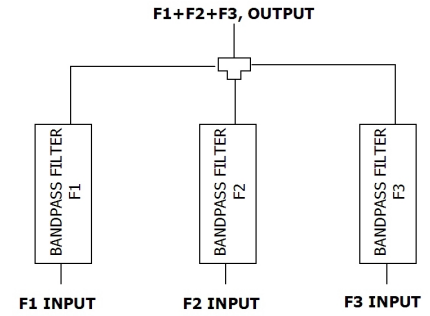 F1+F2+F3, OUTPUT
BANDPASS FILTER
F1
BANDPASS FILTER
F2
BANDPASS FILTER
F3
F1 INPUT
F2 INPUT
F3 INPUT